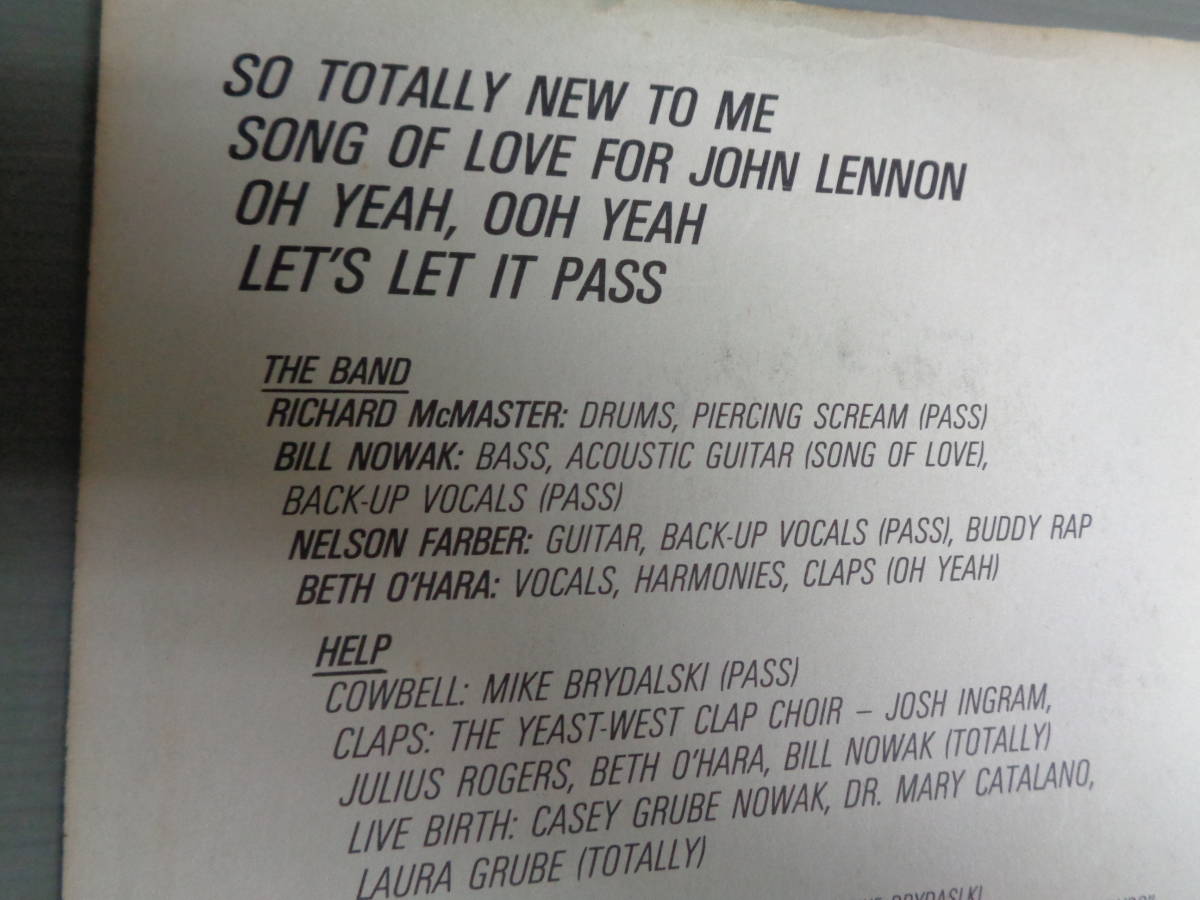 SO TOTALLY NEW TO ME
SONG OF LOVE FOR JOHN LENNON
OH YEAH, OOH YEAH
LET'S LET IT PASS
THE BAND
RICHARD McMASTER: DRUMS, PIERCING SCREAM (PASS)
BILL NOWAK: BASS, ACOUSTIC GUITAR (SONG OF LOVE),
BACK-UP VOCALS (PASS)
NELSON FARBER: GUITAR, BACK-UP VOCALS (PASS), BUDDY RAP
BETH O'HARA: VOCALS, HARMONIES, CLAPS (OH YEAH)
HELP
COWBELL: MIKE BRYDALSKI (PASS)
CLAPS: THE YEAST-WEST CLAP CHOIR – JOSH INGRAM,
JULIUS ROGERS, BETH O'HARA, BILL NOWAK (TOTALLY)
LIVE BIRTH: CASEY GRUBE NOWAK, DR. MARY CATALANO,
LAURA GRUBE (TOTALLY)